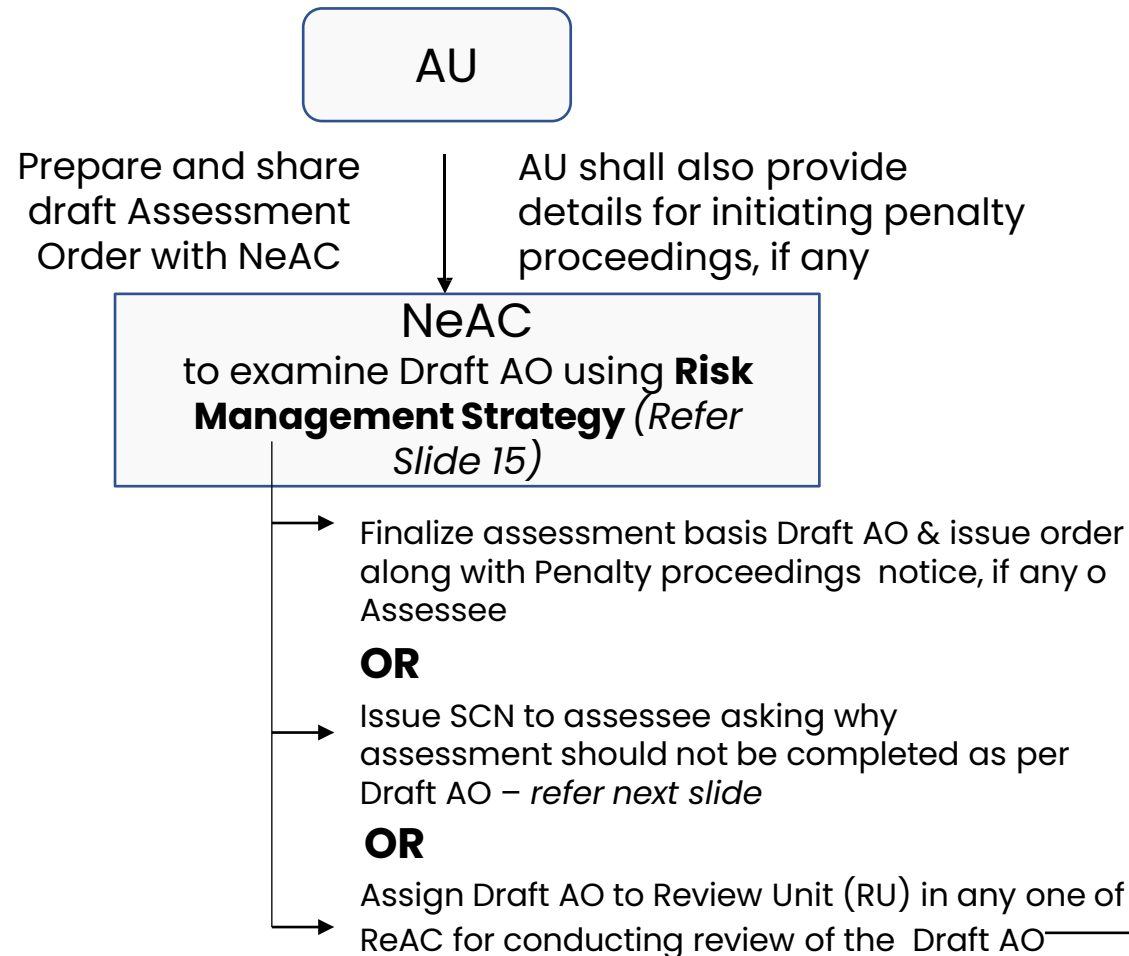 AU
Prepare and share
draft Assessment
Order with NeAC
AU shall also provide
details for initiating penalty
proceedings, if any
NeAC
to examine Draft AO using Risk
Management Strategy (Refer
Slide 15)
Finalize assessment basis Draft AO & issue order
along with Penalty proceedings notice, if any o
Assessee
OR
Issue SCN to assessee asking why
assessment should not be completed as per
Draft AO – refer next slide
OR
Assign Draft AO to Review Unit (RU) in any one of
ReAC for conducting review of the Draft AO